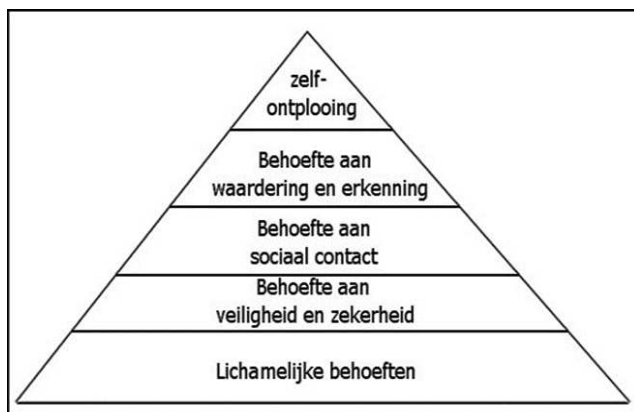 zelf-
ontplooing
Behoefte aan
waardering en erkenning
Behoefte aan
sociaal contact
Behoefte aan
veiligheid en zekerheid
Lichamelijke behoeften